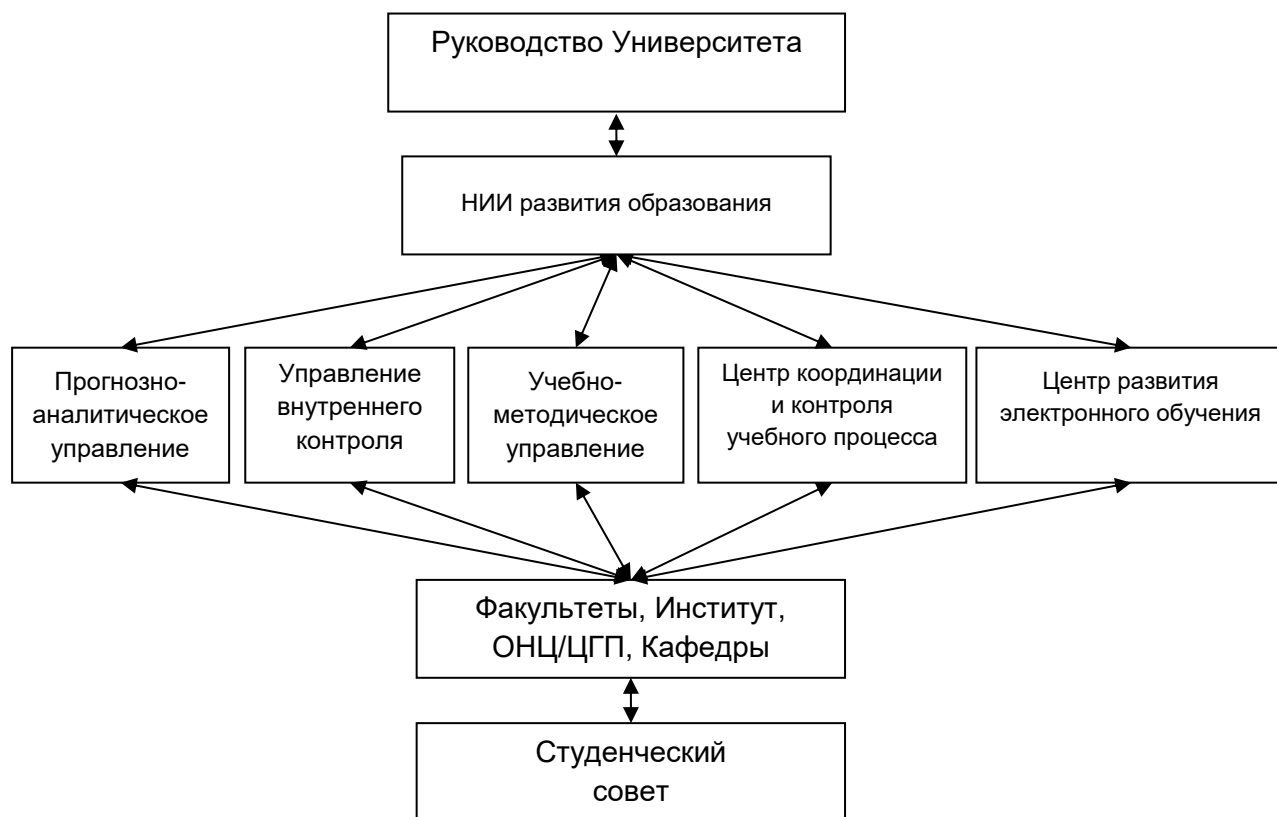 Руководство Университета
НИИ развития образования
Прогнозно-
аналитическое
управление
Управление
внутреннего
контроля
Учебно-
методическое
управление
Центр координации
и контроля
учебного процесса
Центр развития
электронного обучения
Факультеты, Институт,
ОНЦ/ЦГП, Кафедры
Студенческий
совет